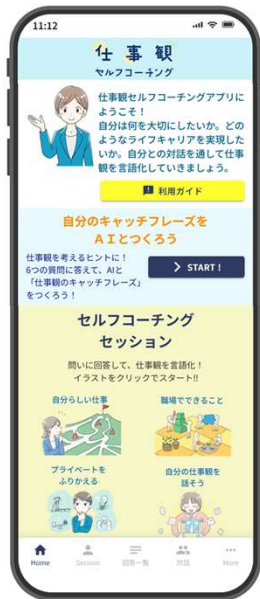 11:12
仕事観
セルフコーチング
仕事観セルフコーチングアプリに
ようこそ！
自分は何を大切にしたいか。どの
ようなライフキャリアを実現した
いか。自分との対話を通して仕事
観を言語化していきましょう。
利用ガイド
自分のキャッチフレーズを
ＡＩとつくろう
仕事観を考えるヒントに！
6つの質問に答えて、AIと
「仕事観のキャッチフレーズ」
をつくろう！
START！
セルフコーチング
セッション
問いに回答して、仕事観を言語化！
イラストをクリックでスタート!!
自分らしい仕事
職場でできること
プライベートを
ふりかえる
自分の仕事観を
話そう
Home
Session
回答一覧
対話
More